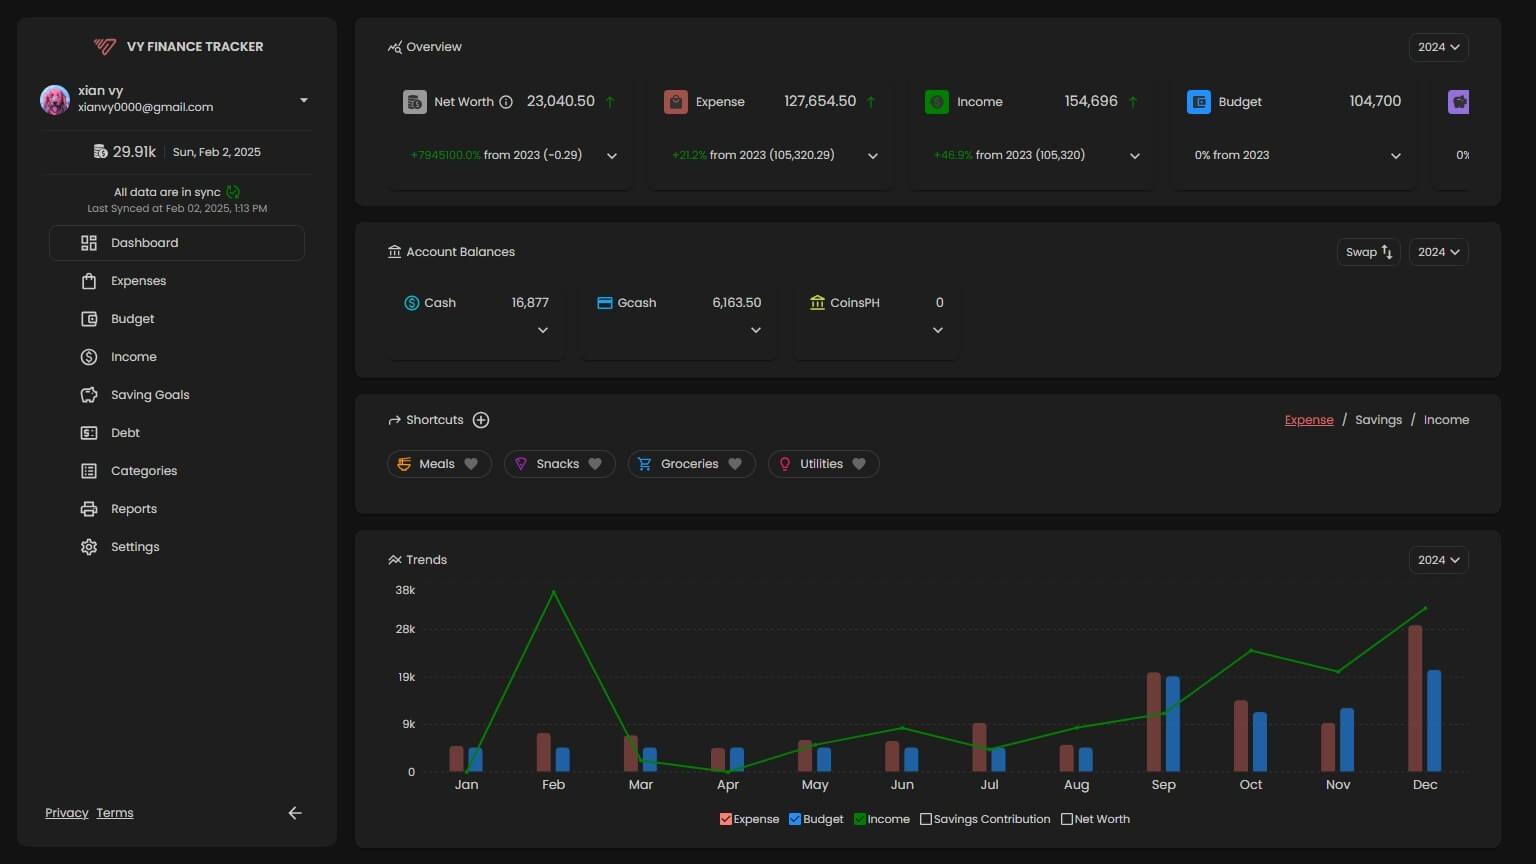 VY FINANCE TRACKER
xian vy
xianvy0000@gmail.com
29.91k Sun, Feb 2, 2025
All data are in sync
Last Synced at Feb 02, 2025, 1:13 PM
Dashboard
Expenses
Budget
Income
Saving Goals
Debt
Categories
Reports
Settings
Privacy Terms
Overview 2024
Net Worth 23,040.50
+7945100.0% from 2023 (-0.29)
Expense 127,654.50
+21.2% from 2023 (105,320.29)
Income 154,696
+46.9% from 2023 (105,320)
Budget 104,700
0% from 2023
0%
Account Balances Swap 2024
Cash 16,877
Gcash 6,163.50
CoinsPH 0
Shortcuts Expense / Savings / Income
Meals Snacks Groceries Utilities
Trends 2024
38k
28k
19k
9k
0
Jan Feb Mar Apr May Jun Jul Aug Sep Oct Nov Dec
Expense Budget Income Savings Contribution Net Worth